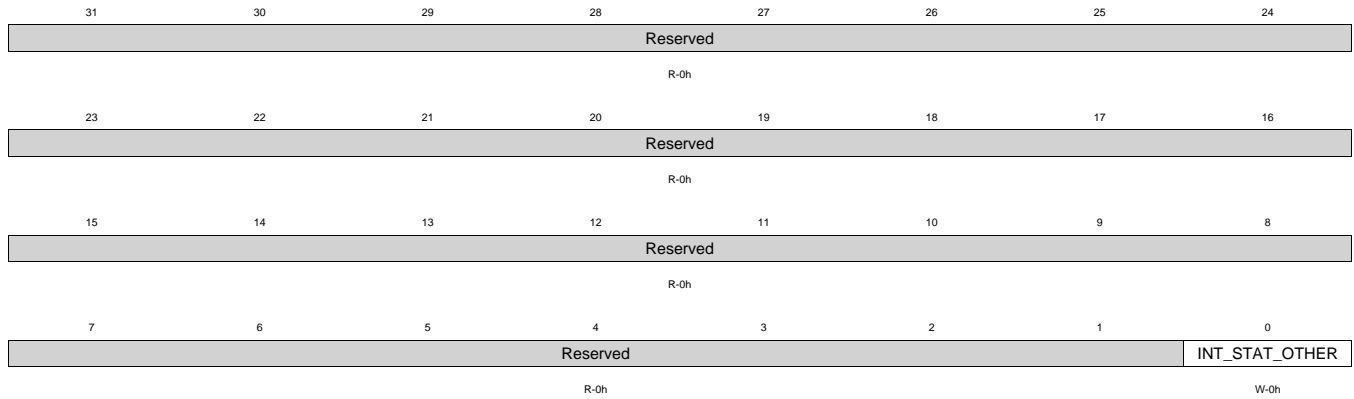 31 30 29 28 27 26 25 24
Reserved
R-0h
23 22 21 20 19 18 17 16
Reserved
R-0h
15 14 13 12 11 10 9 8
Reserved
R-0h
7 6 5 4 3 2 1 0
Reserved INT_STAT_OTHER
R-0h W-0h